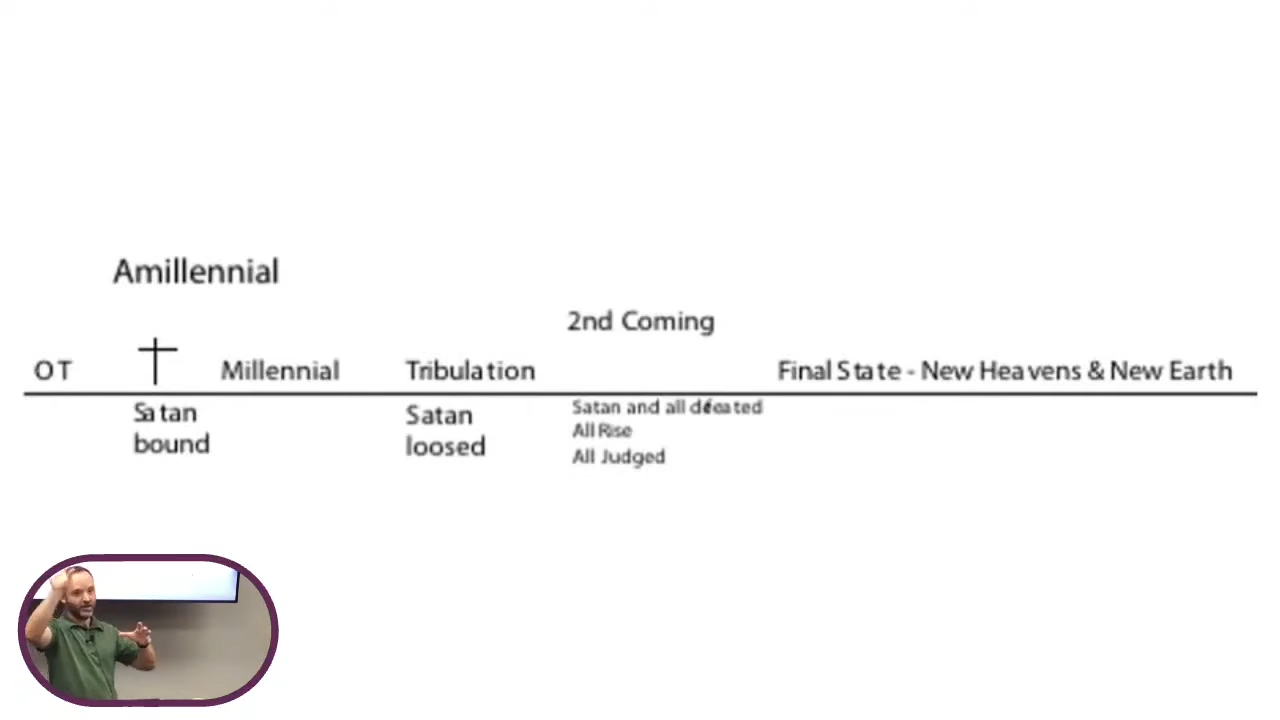 Amillennial
2nd Coming
OT Millennial Tribulation Final State - New Heavens & New Earth
Satan bound
Satan loosed
Satan and all defeated
All Rise
All Judged